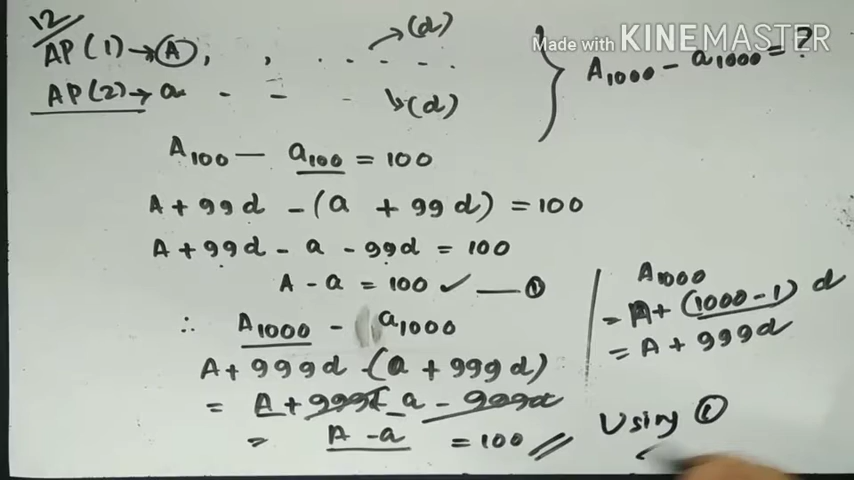 12
AP(1) → A, , . . - - . . → (d)
AP(2) → a - - - → (d)
} A₁₀₀₀ - a₁₀₀₀ = ?
Made with KINEMASTER
A₁₀₀ - a₁₀₀ = 100
A + 99d - (a + 99d) = 100
A + 99d - a - 99d = 100
A - a = 100 ✓ — ①
∴ A₁₀₀₀ - a₁₀₀₀
A + 999d - (a + 999d)
= A + 999d - a - 999d
= A - a = 100 //
A₁₀₀₀
= A + (1000 - 1) d
= A + 999d
Using ①